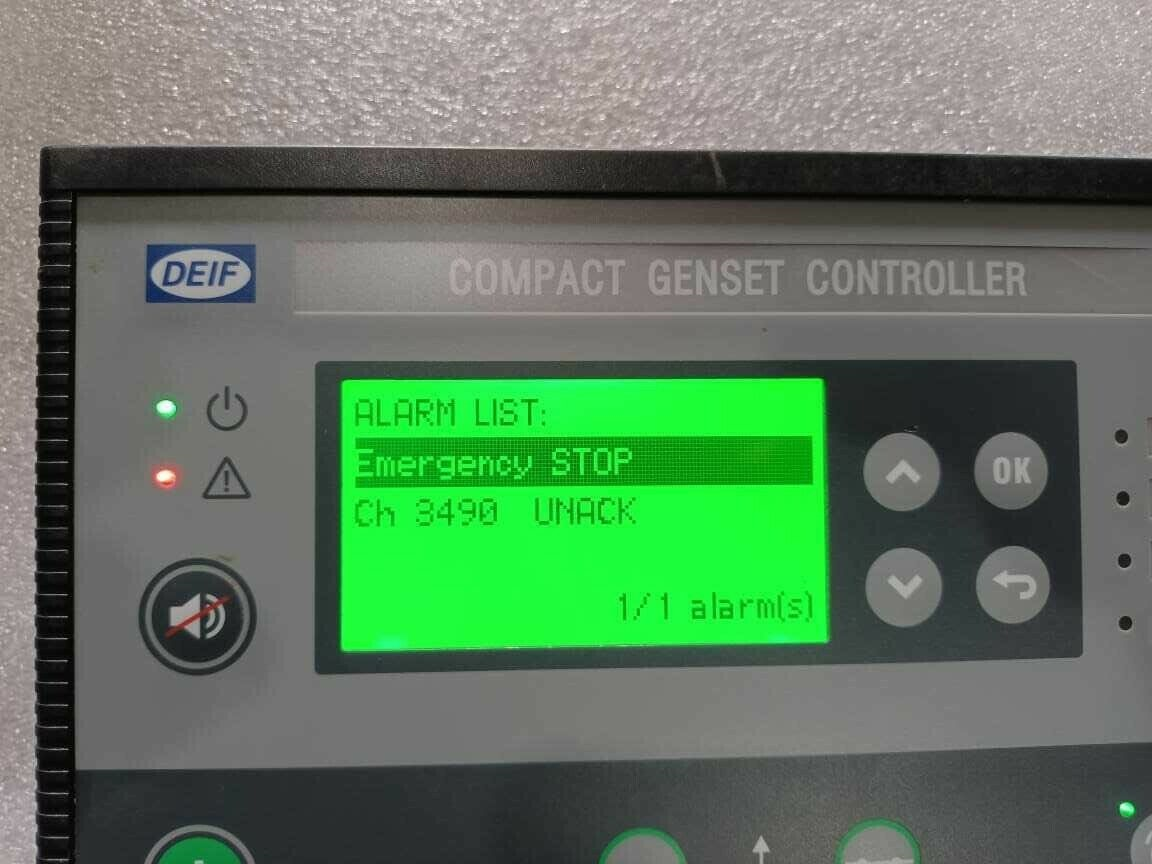 DEIF
COMPACT GENSET CONTROLLER
ALARM LIST:
Emergency STOP
Ch 3490 UNACK
1/1 alarm(s)
OK